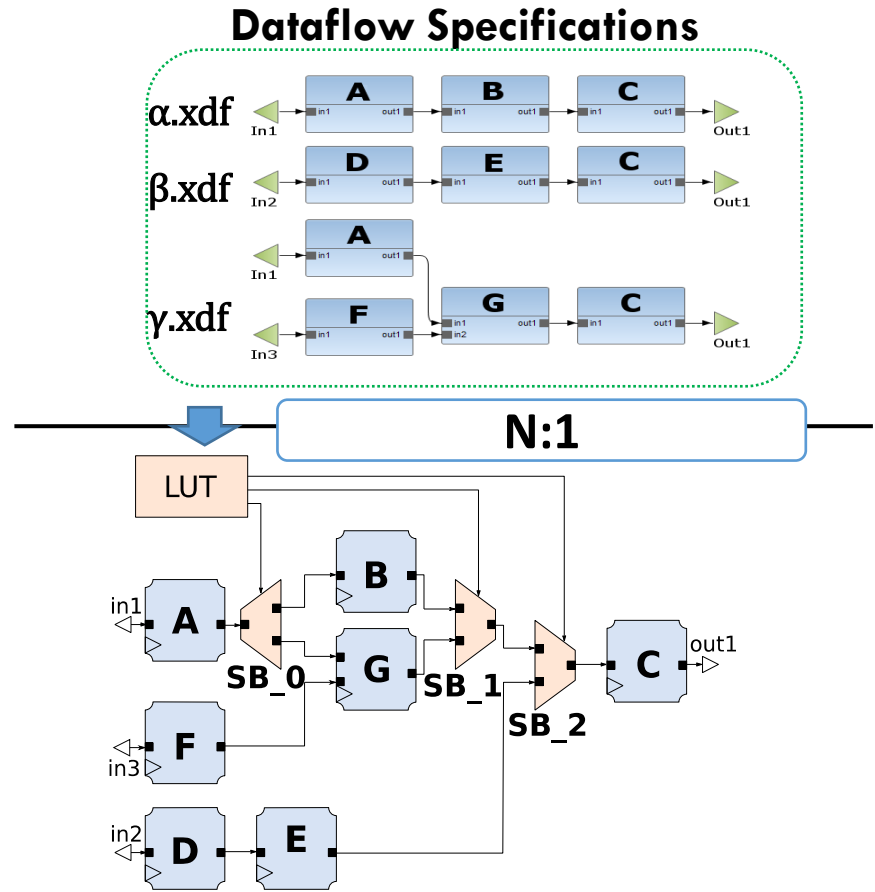 Dataflow Specifications
α.xdf
In1
A
in1 out1
B
in1 out1
C
in1 out1
Out1
β.xdf
In2
D
in1 out1
E
in1 out1
C
in1 out1
Out1
γ.xdf
In1
A
in1 out1
In3
F
in1 out1
G
in1 out1
in2
C
in1 out1
Out1
N:1
LUT
in1
A
SB_0
B
G
SB_1
SB_2
C
out1
F
in3
in2
D
E